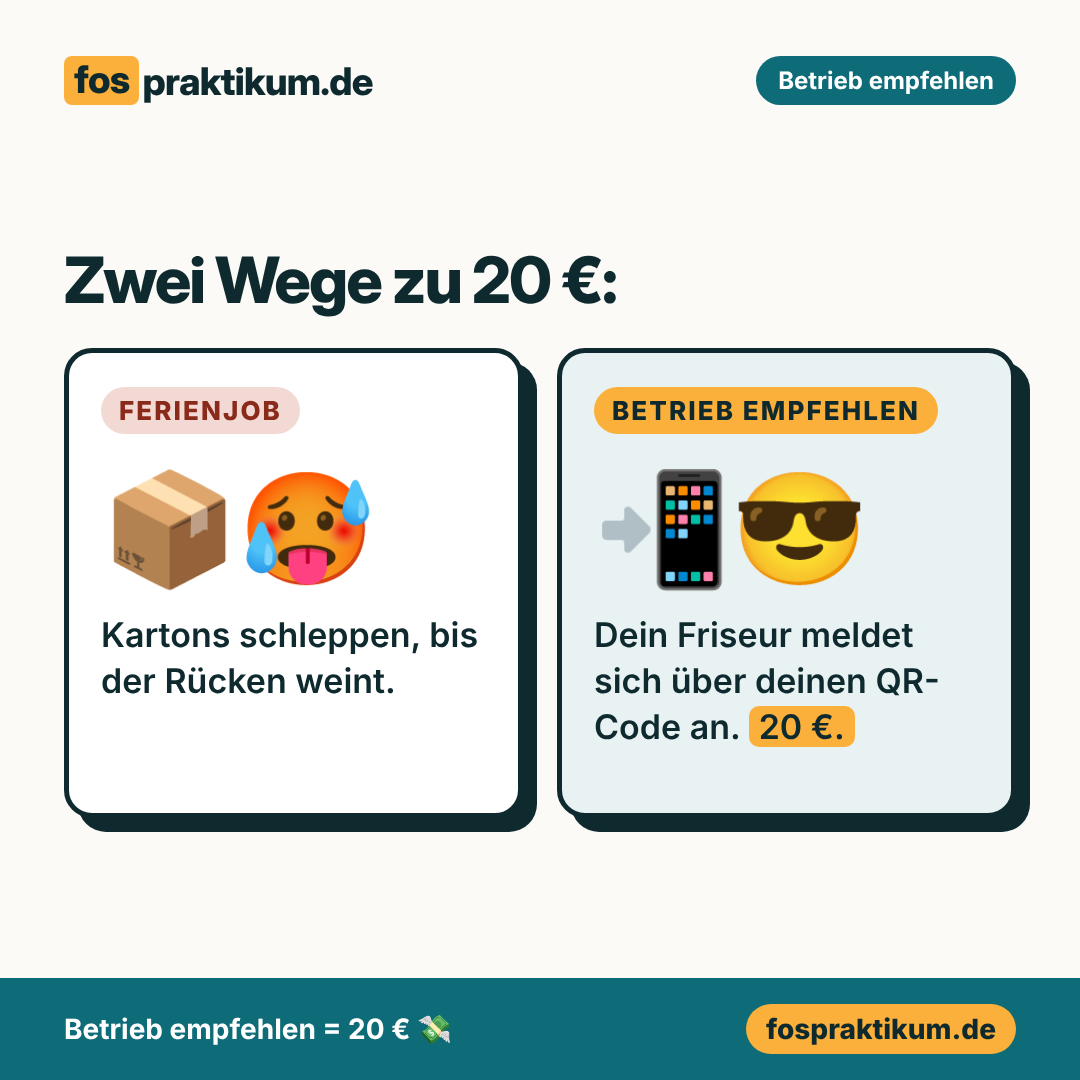 fospraktikum.de
Betrieb empfehlen
Zwei Wege zu 20 €:
FERIENJOB
Kartons schleppen, bis
der Rücken weint.
BETRIEB EMPFEHLEN
Dein Friseur meldet
sich über deinen QR-
Code an. 20 €.
Betrieb empfehlen = 20 € 💸
fospraktikum.de